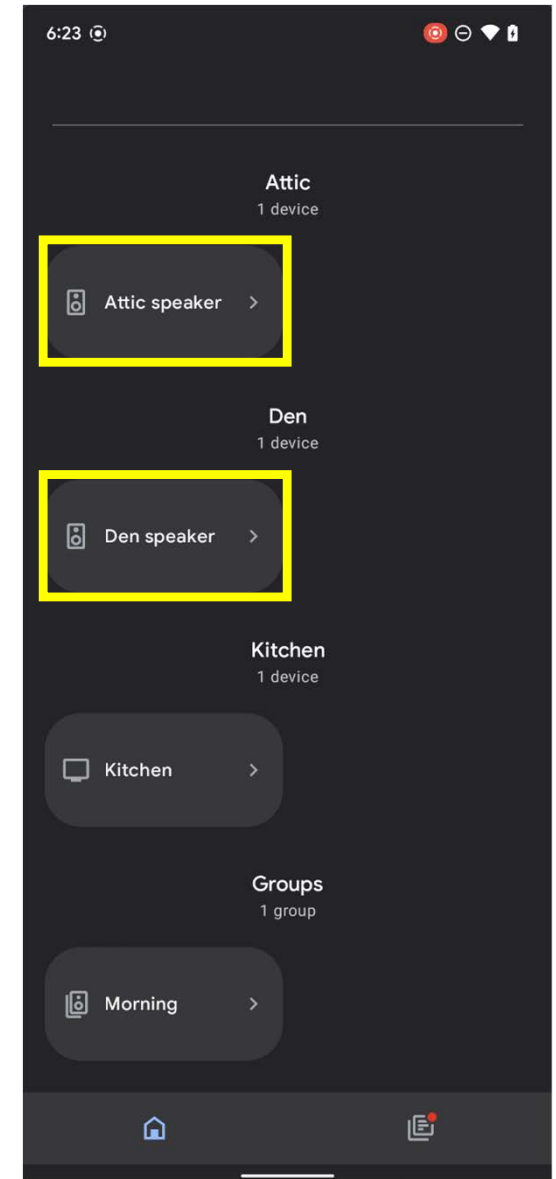 6:23
Attic
1 device
Attic speaker
Den
1 device
Den speaker
Kitchen
1 device
Kitchen
Groups
1 group
Morning